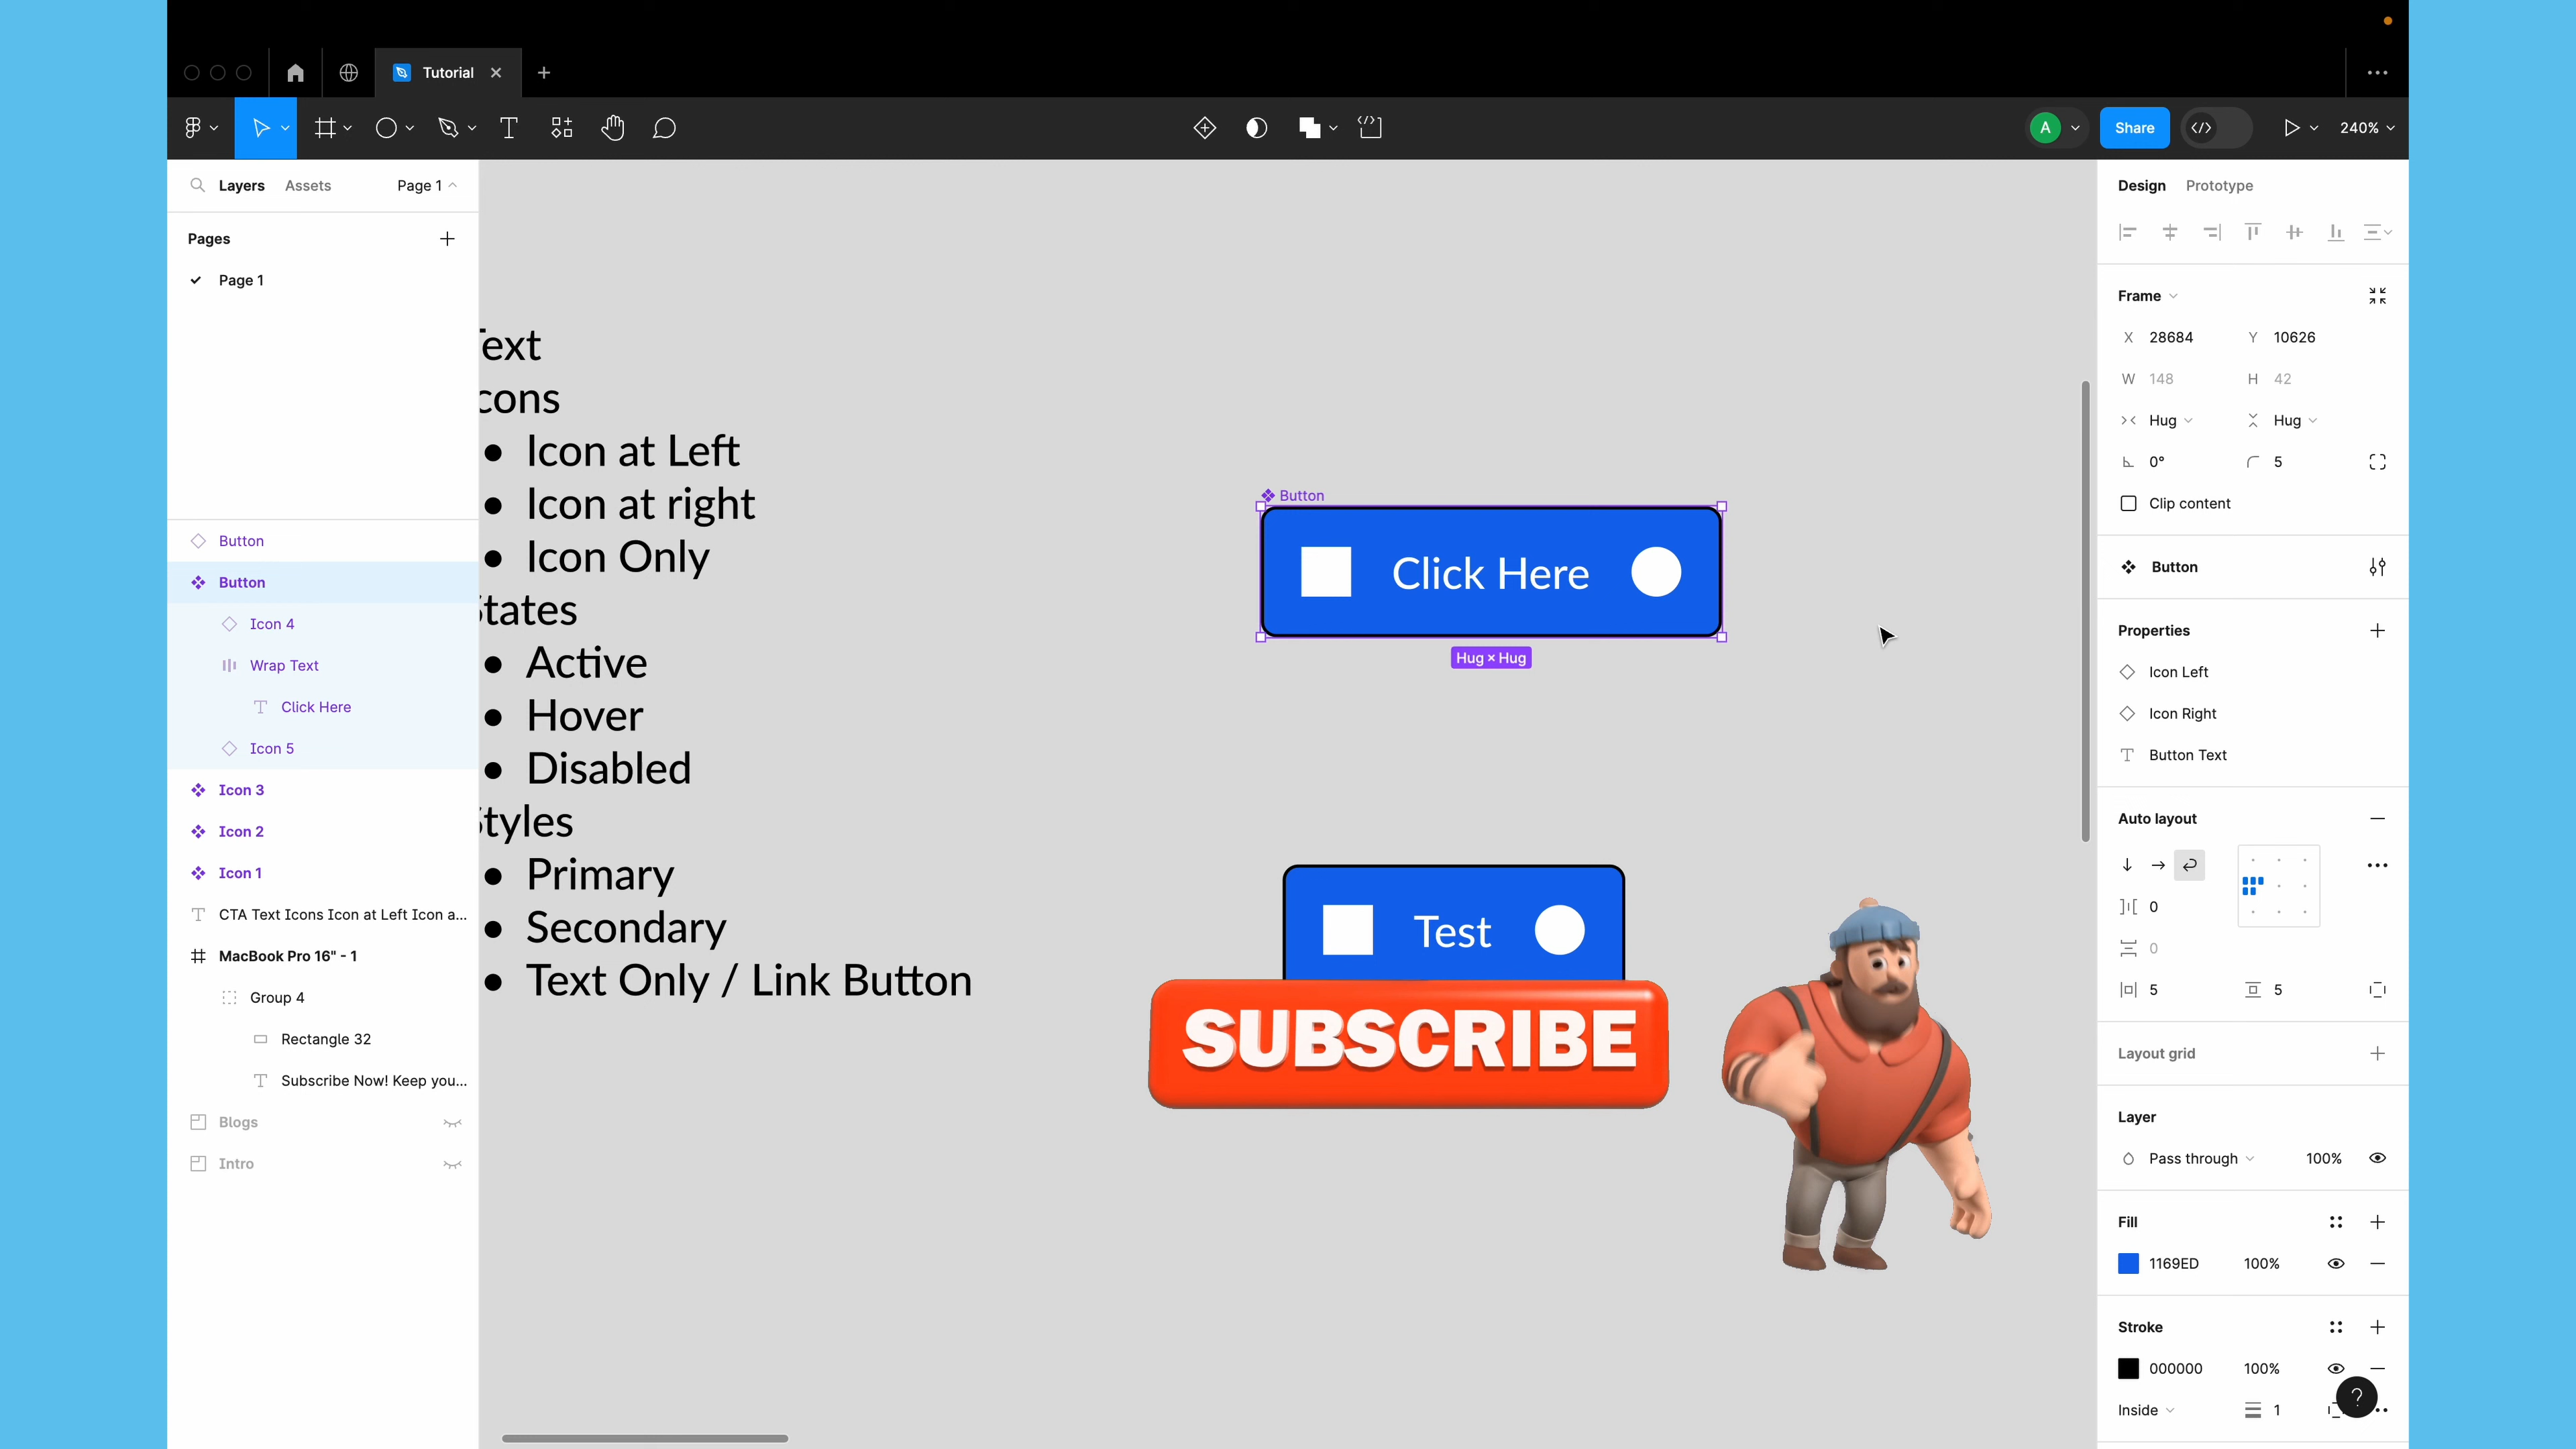 Tutorial
A
Share
240%
Layers Assets Page 1
Pages
Page 1
Button
Button
Icon 4
Wrap Text
Click Here
Icon 5
Icon 3
Icon 2
Icon 1
CTA Text Icons Icon at Left Icon a...
MacBook Pro 16" - 1
Group 4
Rectangle 32
Subscribe Now! Keep you...
Blogs
Intro
Text
cons
• Icon at Left
• Icon at right
• Icon Only
States
• Active
• Hover
• Disabled
Styles
• Primary
• Secondary
• Text Only / Link Button
Button
Click Here
Hug × Hug
Test
SUBSCRIBE
Design Prototype
Frame
X 28684 Y 10626
W 148 H 42
Hug Hug
0° 5
Clip content
Button
Properties
Icon Left
Icon Right
Button Text
Auto layout
0
0
5 5
Layout grid
Layer
Pass through 100%
Fill
1169ED 100%
Stroke
000000 100%
Inside 1
?